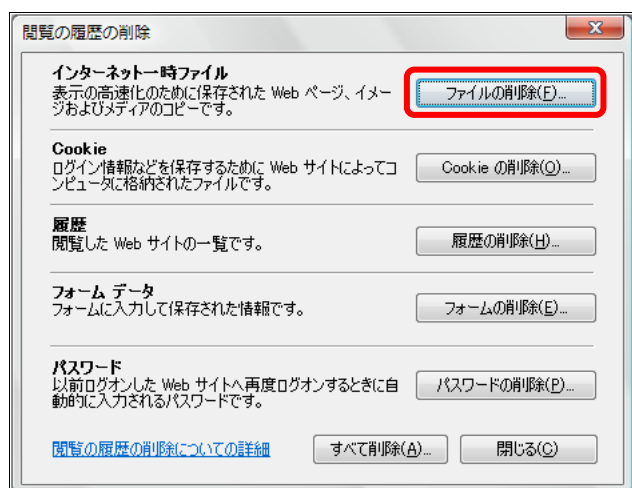 閲覧の履歴の削除
インターネット一時ファイル
表示の高速化のために保存された Web ページ、イメー
ジおよびメディアのコピーです。
ファイルの削除(F)...
Cookie
ログイン情報などを保存するために Web サイトによってコ
ンピュータに格納されたファイルです。
Cookie の削除(O)...
履歴
閲覧した Web サイトの一覧です。
履歴の削除(H)...
フォーム データ
フォームに入力して保存された情報です。
フォームの削除(E)...
パスワード
以前ログオンした Web サイトへ再度ログオンするときに自
動的に入力されるパスワードです。
パスワードの削除(P)...
閲覧の履歴の削除についての詳細
すべて削除(A)...
閉じる(C)